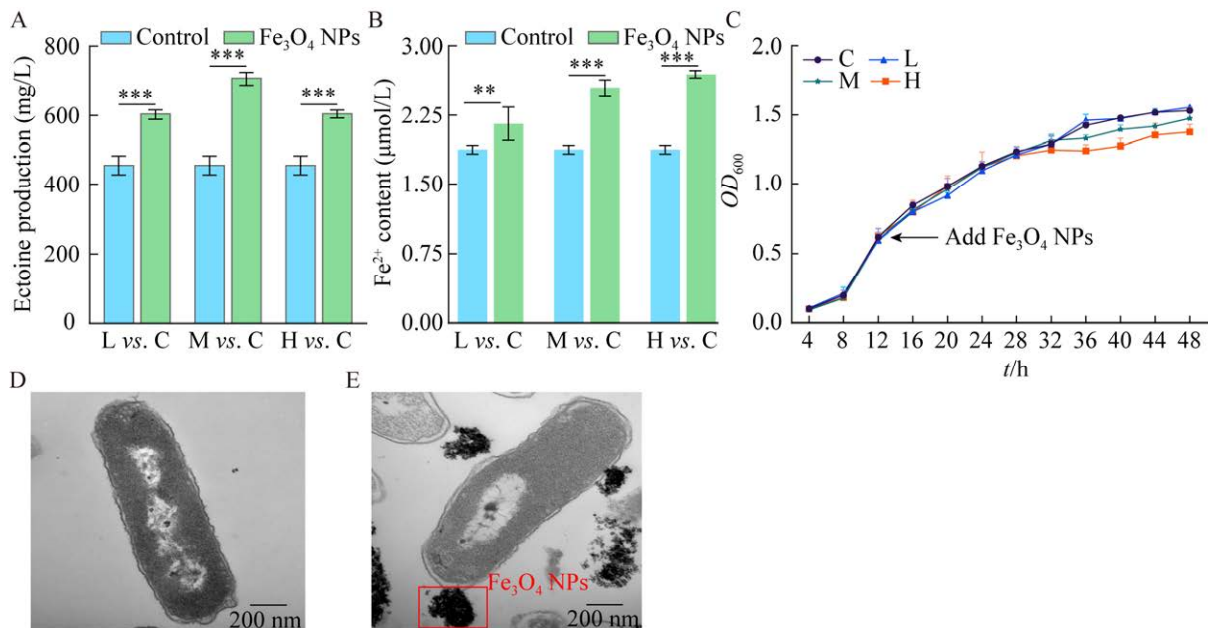 A
Ectoine production (mg/L)
800
600
400
200
0
Control
Fe₃O₄ NPs
***
***
***
L vs. C
M vs. C
H vs. C
B
Fe²⁺ content (μmol/L)
3.00
2.25
1.50
0.75
0.00
Control
Fe₃O₄ NPs
**
***
***
L vs. C
M vs. C
H vs. C
C
OD₆₀₀
2.0
1.5
1.0
0.5
0.0
C
L
M
H
Add Fe₃O₄ NPs
4 8 12 16 20 24 28 32 36 40 44 48
t/h
D
200 nm
E
Fe₃O₄ NPs
200 nm